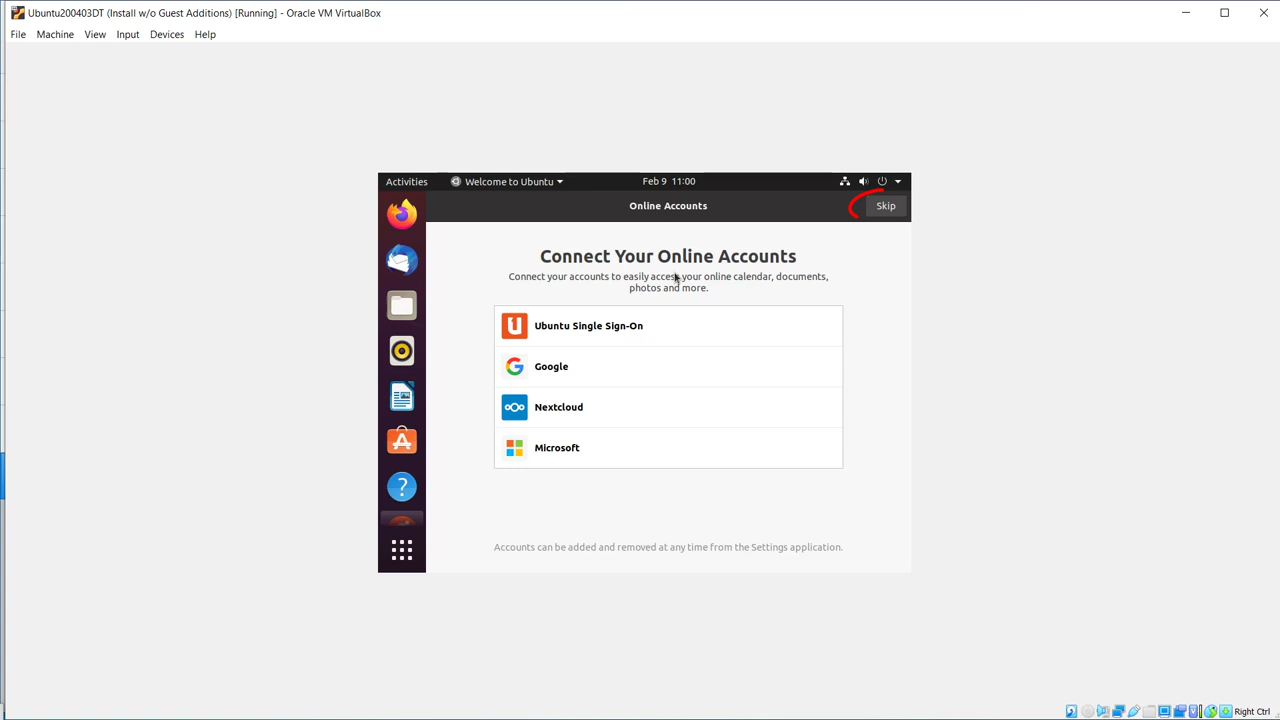 Ubuntu200403DT (Install w/o Guest Additions) [Running] - Oracle VM VirtualBox
File Machine View Input Devices Help
Activities Welcome to Ubuntu Feb 9 11:00
Online Accounts Skip
Connect Your Online Accounts
Connect your accounts to easily access your online calendar, documents,
photos and more.
Ubuntu Single Sign-On
Google
Nextcloud
Microsoft
Accounts can be added and removed at any time from the Settings application.
Right Ctrl